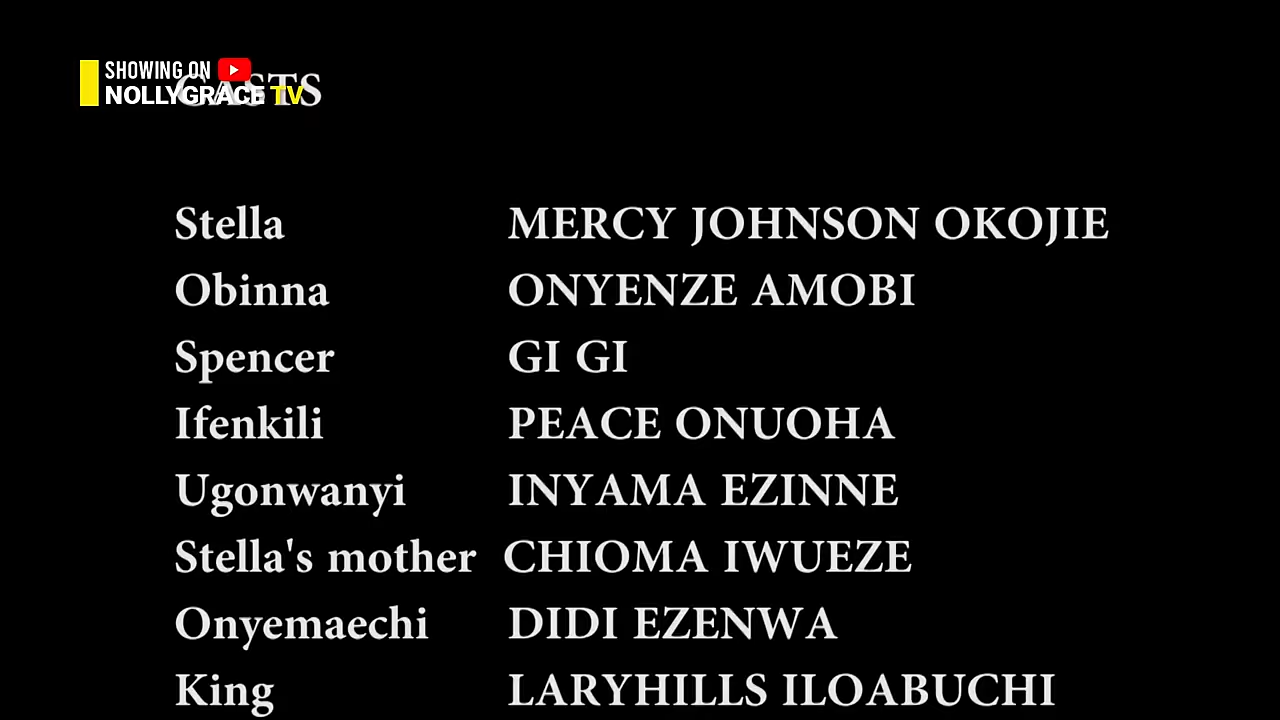 SHOWING ON
NOLLYGRACE TV
CASTS
Stella MERCY JOHNSON OKOJIE
Obinna ONYENZE AMOBI
Spencer GI GI
Ifenkili PEACE ONUOHA
Ugonwanyi INYAMA EZINNE
Stella's mother CHIOMA IWUEZE
Onyemaechi DIDI EZENWA
King LARYHILLS ILOABUCHI